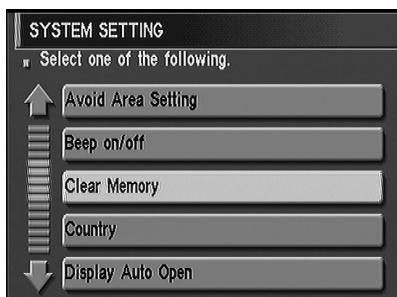 SYSTEM SETTING
Select one of the following.
Avoid Area Setting
Beep on/off
Clear Memory
Country
Display Auto Open